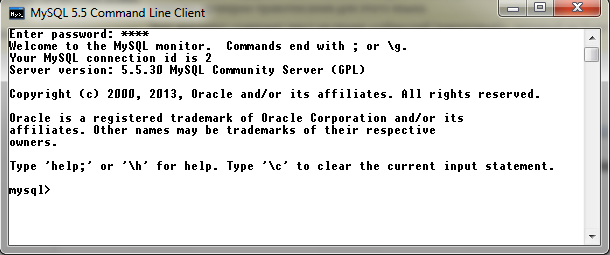 MySQL 5.5 Command Line Client
Enter password: ****
Welcome to the MySQL monitor.  Commands end with ; or \g.
Your MySQL connection id is 2
Server version: 5.5.30 MySQL Community Server (GPL)
Copyright (c) 2000, 2013, Oracle and/or its affiliates. All rights reserved.
Oracle is a registered trademark of Oracle Corporation and/or its
affiliates. Other names may be trademarks of their respective
owners.
Type 'help;' or '\h' for help. Type '\c' to clear the current input statement.
mysql>